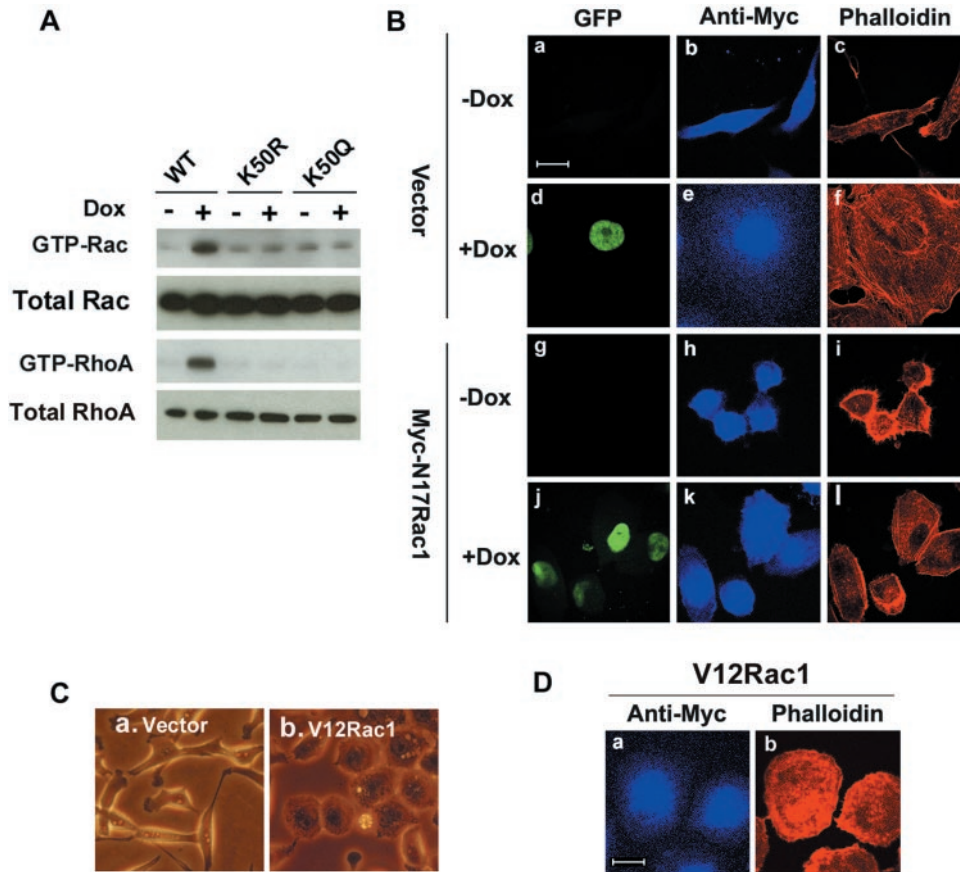 A
WT K50R K50Q
Dox - + - + - +
GTP-Rac
Total Rac
GTP-RhoA
Total RhoA
B
GFP Anti-Myc Phalloidin
Vector
-Dox
a b c
+Dox
d e f
Myc-N17Rac1
-Dox
g h i
+Dox
j k l
C
a. Vector
b. V12Rac1
D
V12Rac1
Anti-Myc Phalloidin
a b